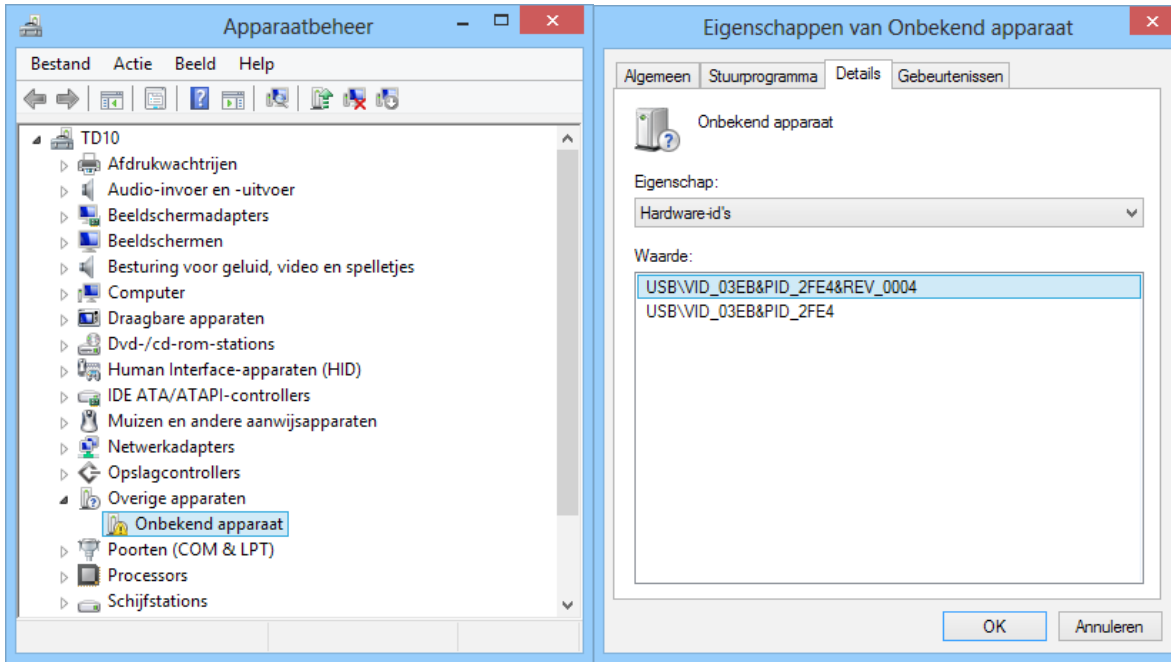 Apparaatbeheer
Bestand Actie Beeld Help
TD10
Afdrukwachtrijen
Audio-invoer en -uitvoer
Beeldschermadapters
Beeldschermen
Besturing voor geluid, video en spelletjes
Computer
Draagbare apparaten
Dvd-/cd-rom-stations
Human Interface-apparaten (HID)
IDE ATA/ATAPI-controllers
Muizen en andere aanwijsapparaten
Netwerkadapters
Opslagcontrollers
Overige apparaten
Onbekend apparaat
Poorten (COM & LPT)
Processors
Schijfstations
Eigenschappen van Onbekend apparaat
Algemeen Stuurprogramma Details Gebeurtenissen
Onbekend apparaat
Eigenschap:
Hardware-id's
Waarde:
USB\VID_03EB&PID_2FE4&REV_0004
USB\VID_03EB&PID_2FE4
OK Annuleren